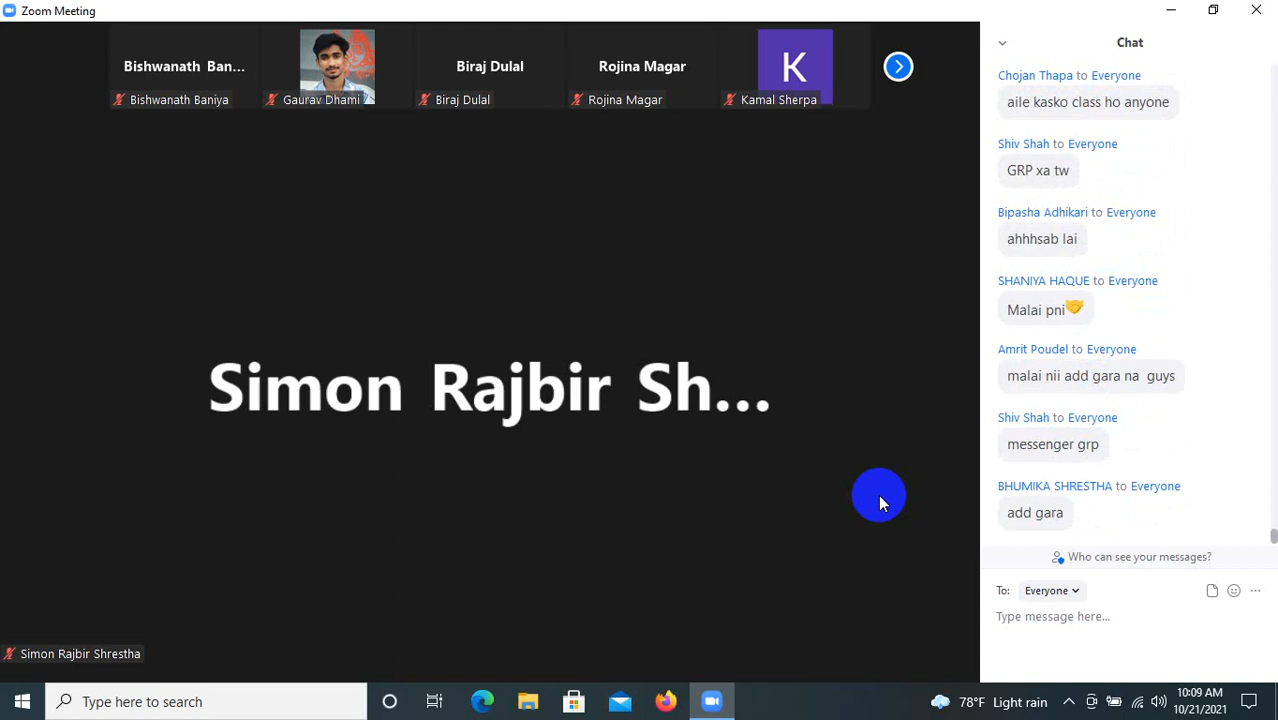 Zoom Meeting
Bishwanath Ban...
Biraj Dulal
Rojina Magar
K
Bishwanath Baniya
Gaurav Dhami
Biraj Dulal
Rojina Magar
Kamal Sherpa
Simon Rajbir Sh...
Simon Rajbir Shrestha
Chat
Chojan Thapa to Everyone
aile kasko class ho anyone
Shiv Shah to Everyone
GRP xa tw
Bipasha Adhikari to Everyone
ahhhsab lai
SHANIYA HAQUE to Everyone
Malai pni🤝
Amrit Poudel to Everyone
malai nii add gara na guys
Shiv Shah to Everyone
messenger grp
BHUMIKA SHRESTHA to Everyone
add gara
Who can see your messages?
To: Everyone
Type message here...
Type here to search
78°F Light rain
10:09 AM
10/21/2021